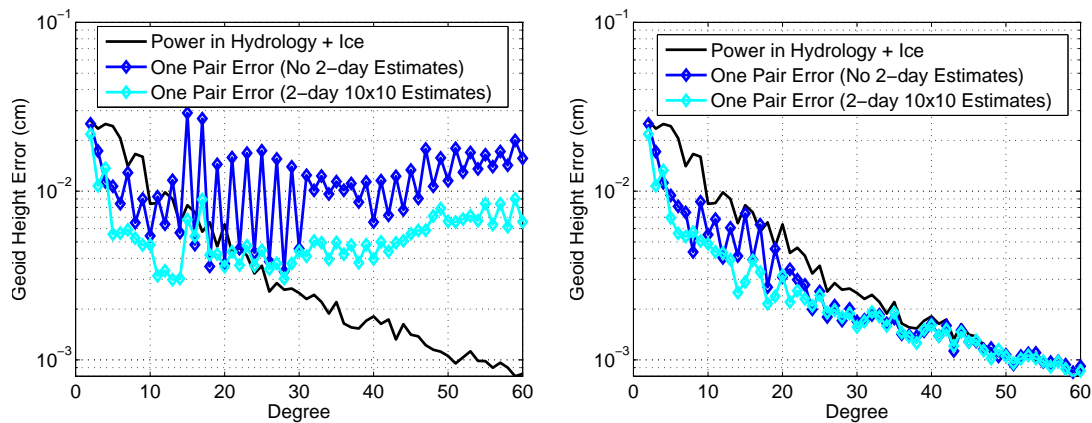 10⁻¹
10⁻²
10⁻³
Geoid Height Error (cm)
Power in Hydrology + Ice
One Pair Error (No 2−day Estimates)
One Pair Error (2−day 10x10 Estimates)
0 10 20 30 40 50 60
Degree
10⁻¹
10⁻²
10⁻³
Geoid Height Error (cm)
Power in Hydrology + Ice
One Pair Error (No 2−day Estimates)
One Pair Error (2−day 10x10 Estimates)
0 10 20 30 40 50 60
Degree